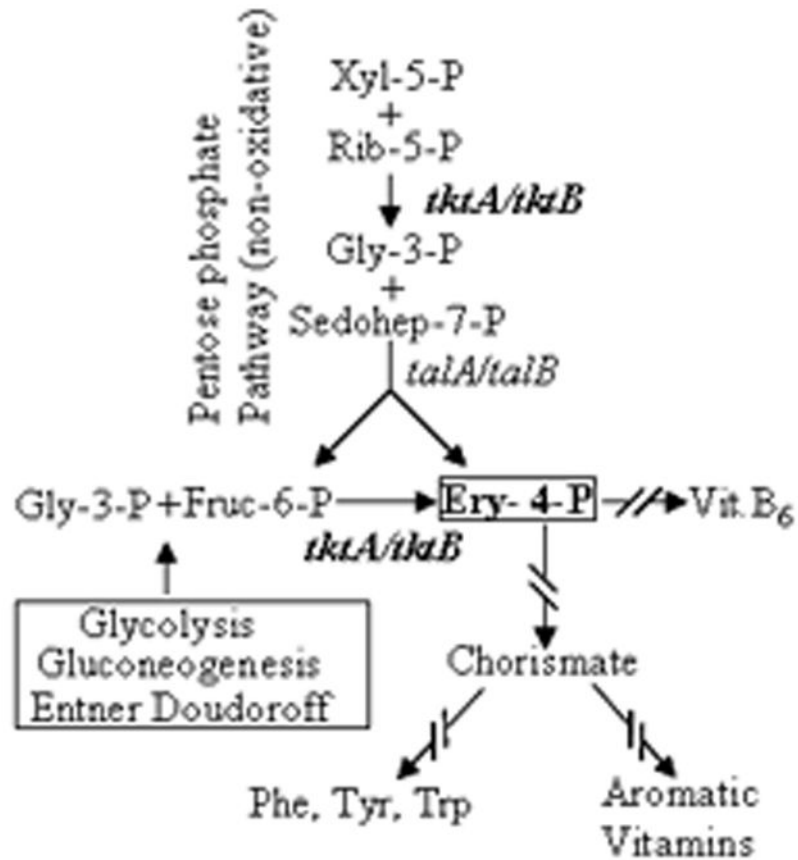 Pentose phosphate
Pathway (non-oxidative)
Xyl-5-P
+
Rib-5-P
tktA/tktB
Gly-3-P
+
Sedohep-7-P
talA/talB
Gly-3-P+Fruc-6-P
tktA/tktB
Ery- 4-P
Vit.B₆
Glycolysis
Gluconeogenesis
Entner Doudoroff
Chorismate
Phe, Tyr, Trp
Aromatic
Vitamins